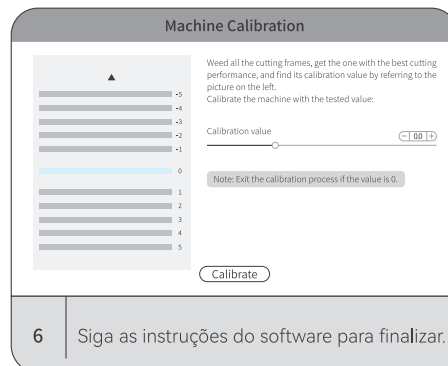 Machine Calibration
▲
-5
-4
-3
-2
-1
0
1
2
3
4
5
Weed all the cutting frames, get the one with the best cutting
performance, and find its calibration value by referring to the
picture on the left.
Calibrate the machine with the tested value:
Calibration value
− 0.0 +
Note: Exit the calibration process if the value is 0.
Calibrate
6 Siga as instruções do software para finalizar.